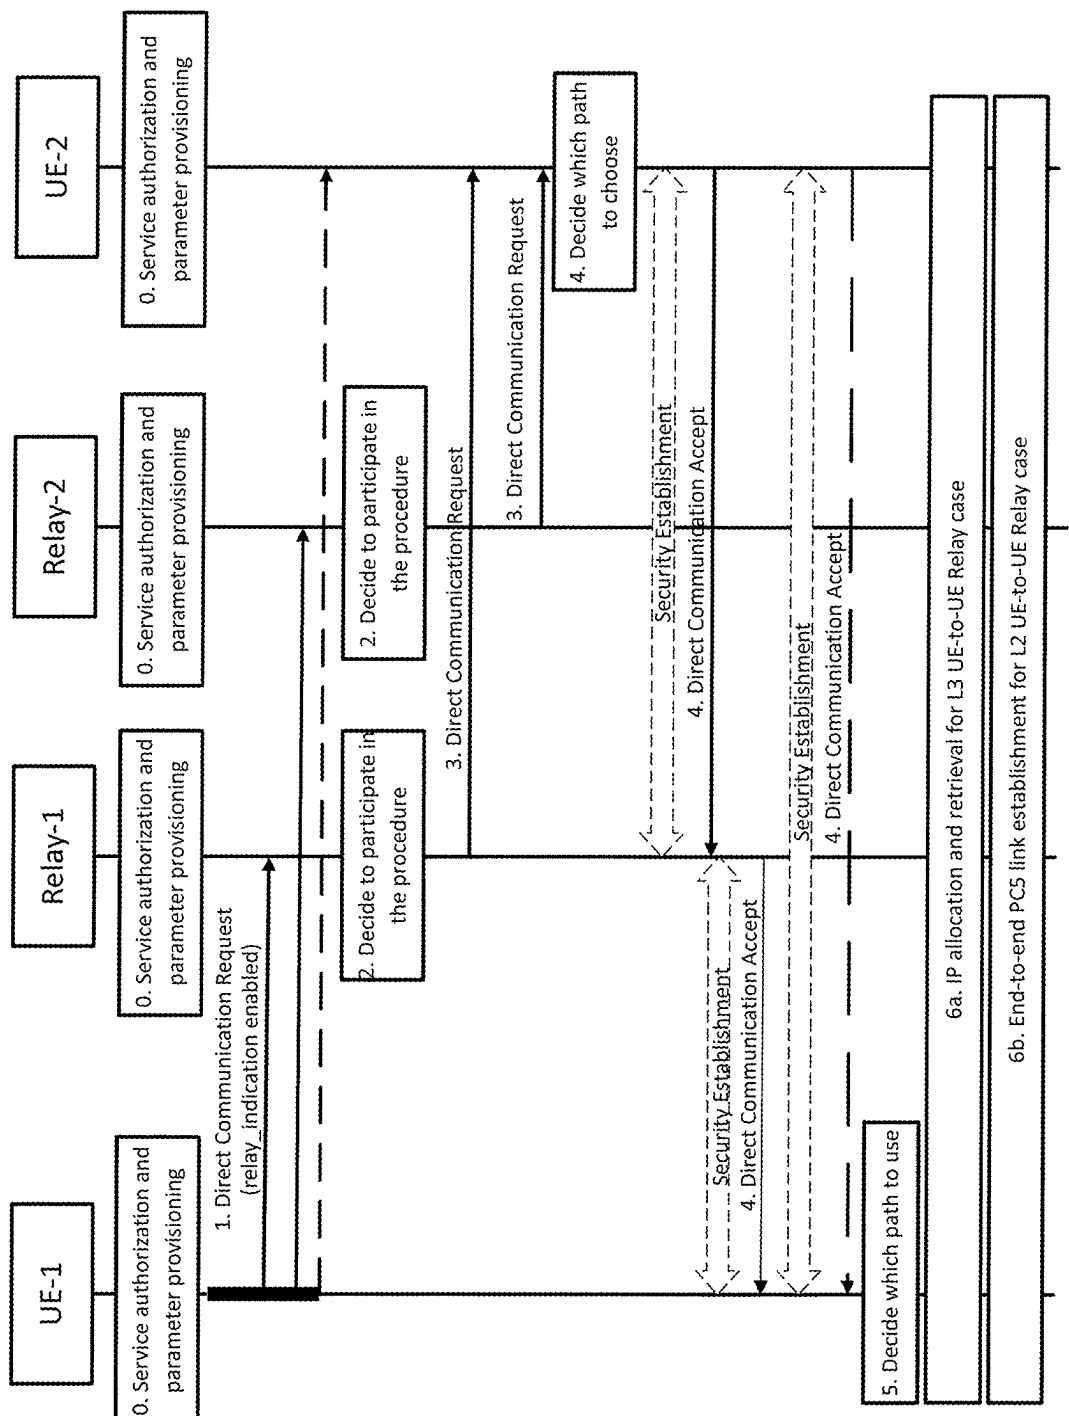 UE-1
Relay-1
Relay-2
UE-2
0. Service authorization and
parameter provisioning
0. Service authorization and
parameter provisioning
0. Service authorization and
parameter provisioning
0. Service authorization and
parameter provisioning
1. Direct Communication Request
(relay_indication enabled)
2. Decide to participate in
the procedure
2. Decide to participate in
the procedure
3. Direct Communication Request
3. Direct Communication Request
4. Decide which path
to choose
Security Establishment
4. Direct Communication Accept
Security Establishment
4. Direct Communication Accept
Security Establishment
4. Direct Communication Accept
5. Decide which path to use
6a. IP allocation and retrieval for L3 UE-to-UE Relay case
6b. End-to-end PC5 link establishment for L2 UE-to-UE Relay case